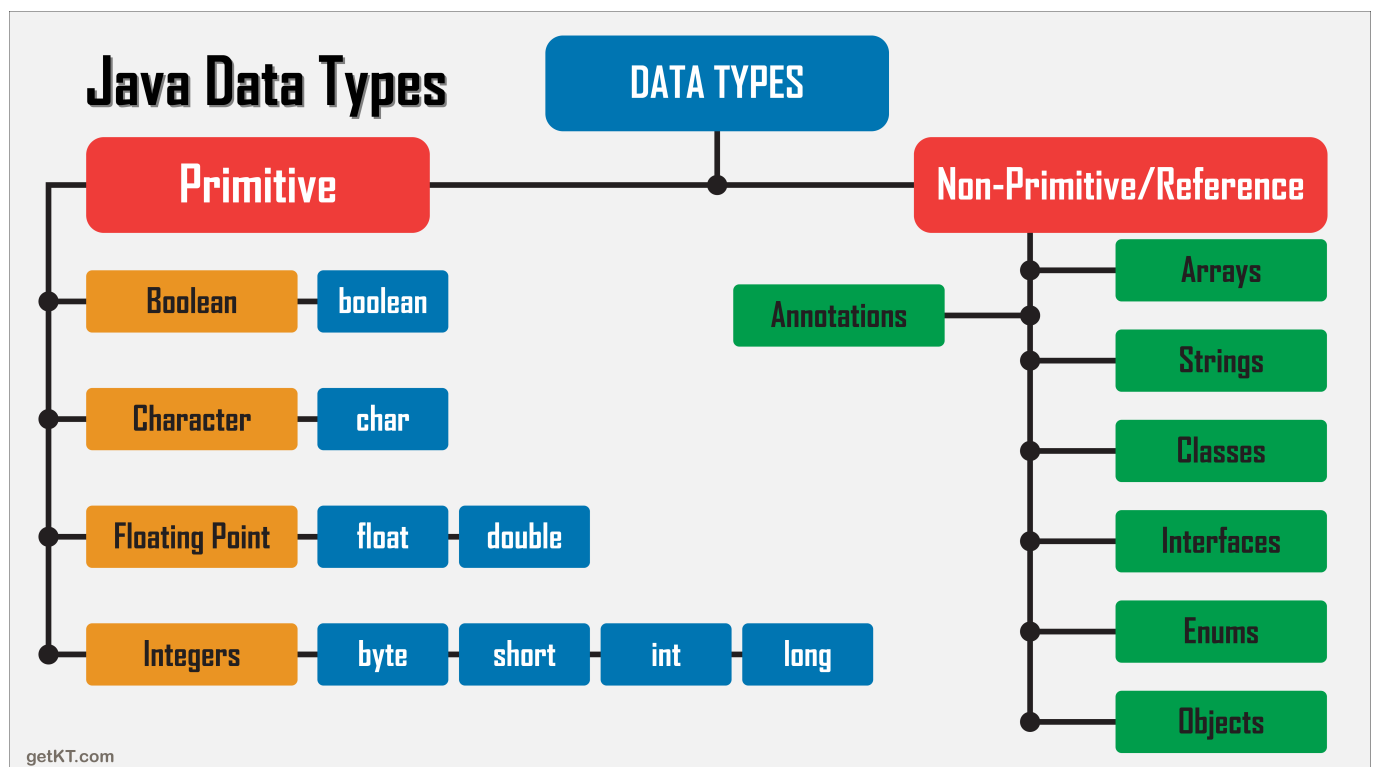 Java Data Types
DATA TYPES
Primitive
Non-Primitive/Reference
Boolean
boolean
Character
char
Floating Point
float
double
Integers
byte
short
int
long
Annotations
Arrays
Strings
Classes
Interfaces
Enums
Objects
getKT.com